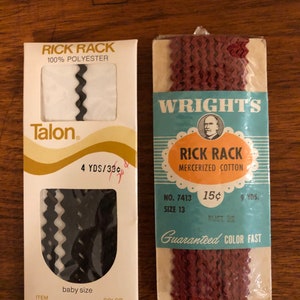 RICK RACK
100% POLYESTER
Talon
4 YDS/35¢
baby size
ITEM
WRIGHT'S
RICK RACK
MERCERIZED COTTON
NO. 7413
15¢
SIZE 13
Guaranteed COLOR FAST